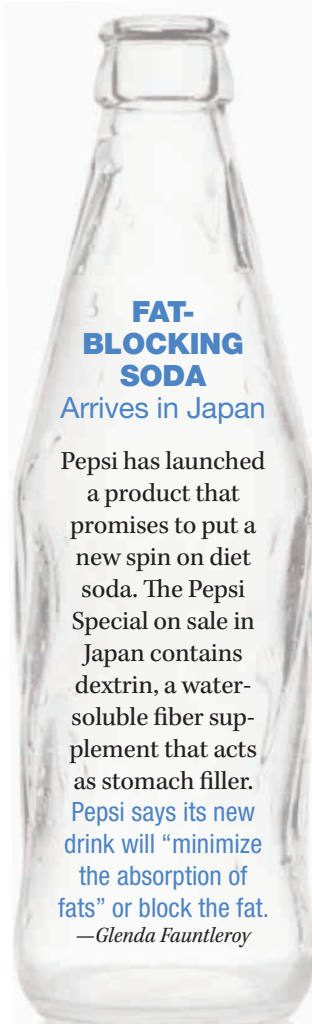 FAT-
BLOCKING
SODA
Arrives in Japan
Pepsi has launched
a product that
promises to put a
new spin on diet
soda. The Pepsi
Special on sale in
Japan contains
dextrin, a water-
soluble fiber sup-
plement that acts
as stomach filler.
Pepsi says its new
drink will “minimize
the absorption of
fats” or block the fat.
—Glenda Fauntleroy